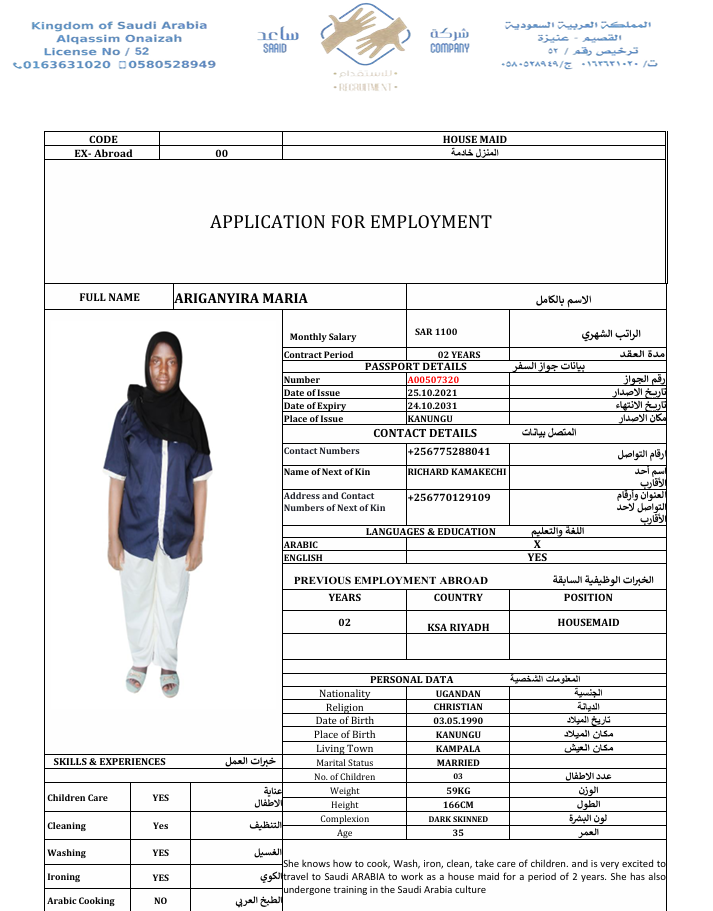 Kingdom of Saudi Arabia
Alqassim Onaizah
License No / 52
0163631020 0580528949
ساعد
SAAID
شركة
COMPANY
للاستقدام
RECRUITMENT
المملكة العربية السعودية
القصيم - عنيزة
ترخيص رقم / ٥٢
ت/ ٠١٦٣٦٣١٠٢٠ ج/٠٥٨٠٥٢٨٩٤٩
CODE HOUSE MAID
EX- Abroad 00 المنزل خادمة
APPLICATION FOR EMPLOYMENT
FULL NAME ARIGANYIRA MARIA الاسم بالكامل
Monthly Salary SAR 1100 الراتب الشهري
Contract Period 02 YEARS مدة العقد
PASSPORT DETAILS بيانات جواز السفر
Number A00507320 رقم الجواز
Date of Issue 25.10.2021 تاريخ الاصدار
Date of Expiry 24.10.2031 تاريخ الانتهاء
Place of Issue KANUNGU مكان الاصدار
CONTACT DETAILS المتصل بيانات
Contact Numbers +256775288041 ارقام التواصل
Name of Next of Kin RICHARD KAMAKECHI اسم أحد
الأقارب
Address and Contact +256770129109 العنوان وأرقام
Numbers of Next of Kin التواصل لاحد
الأقارب
LANGUAGES & EDUCATION اللغة والتعليم
ARABIC X
ENGLISH YES
PREVIOUS EMPLOYMENT ABROAD الخبرات الوظيفية السابقة
YEARS COUNTRY POSITION
02 KSA RIYADH HOUSEMAID
PERSONAL DATA المعلومات الشخصية
Nationality UGANDAN الجنسية
Religion CHRISTIAN الديانة
Date of Birth 03.05.1990 تاريخ الميلاد
Place of Birth KANUNGU مكان الميلاد
Living Town KAMPALA مكان العيش
Marital Status MARRIED
No. of Children 03 عدد الاطفال
Weight 59KG الوزن
Height 166CM الطول
Complexion DARK SKINNED لون البشرة
Age 35 العمر
SKILLS & EXPERIENCES خبرات العمل
Children Care YES عناية
الاطفال
Cleaning Yes التنظيف
Washing YES الغسيل
Ironing YES الكوي
Arabic Cooking NO الطبخ العربي
She knows how to cook, Wash, iron, clean, take care of children. and is very excited to
travel to Saudi ARABIA to work as a house maid for a period of 2 years. She has also
undergone training in the Saudi Arabia culture